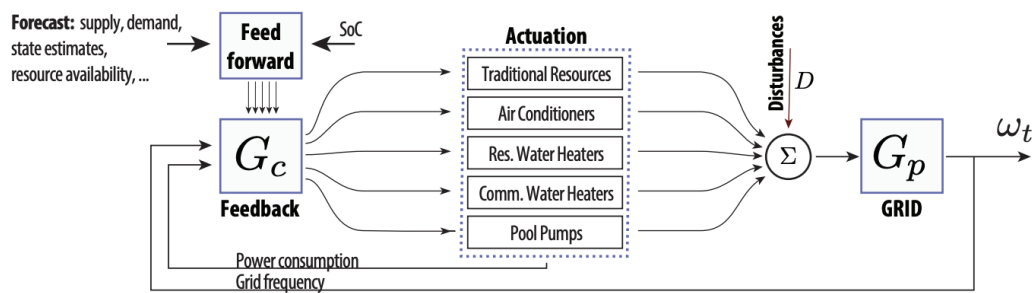 Forecast: supply, demand,
state estimates,
resource availability, ...
Feed
forward
SoC
Actuation
Traditional Resources
Air Conditioners
Res. Water Heaters
Comm. Water Heaters
Pool Pumps
Disturbances
D
Σ
G_c
Feedback
G_p
GRID
ω_t
Power consumption
Grid frequency